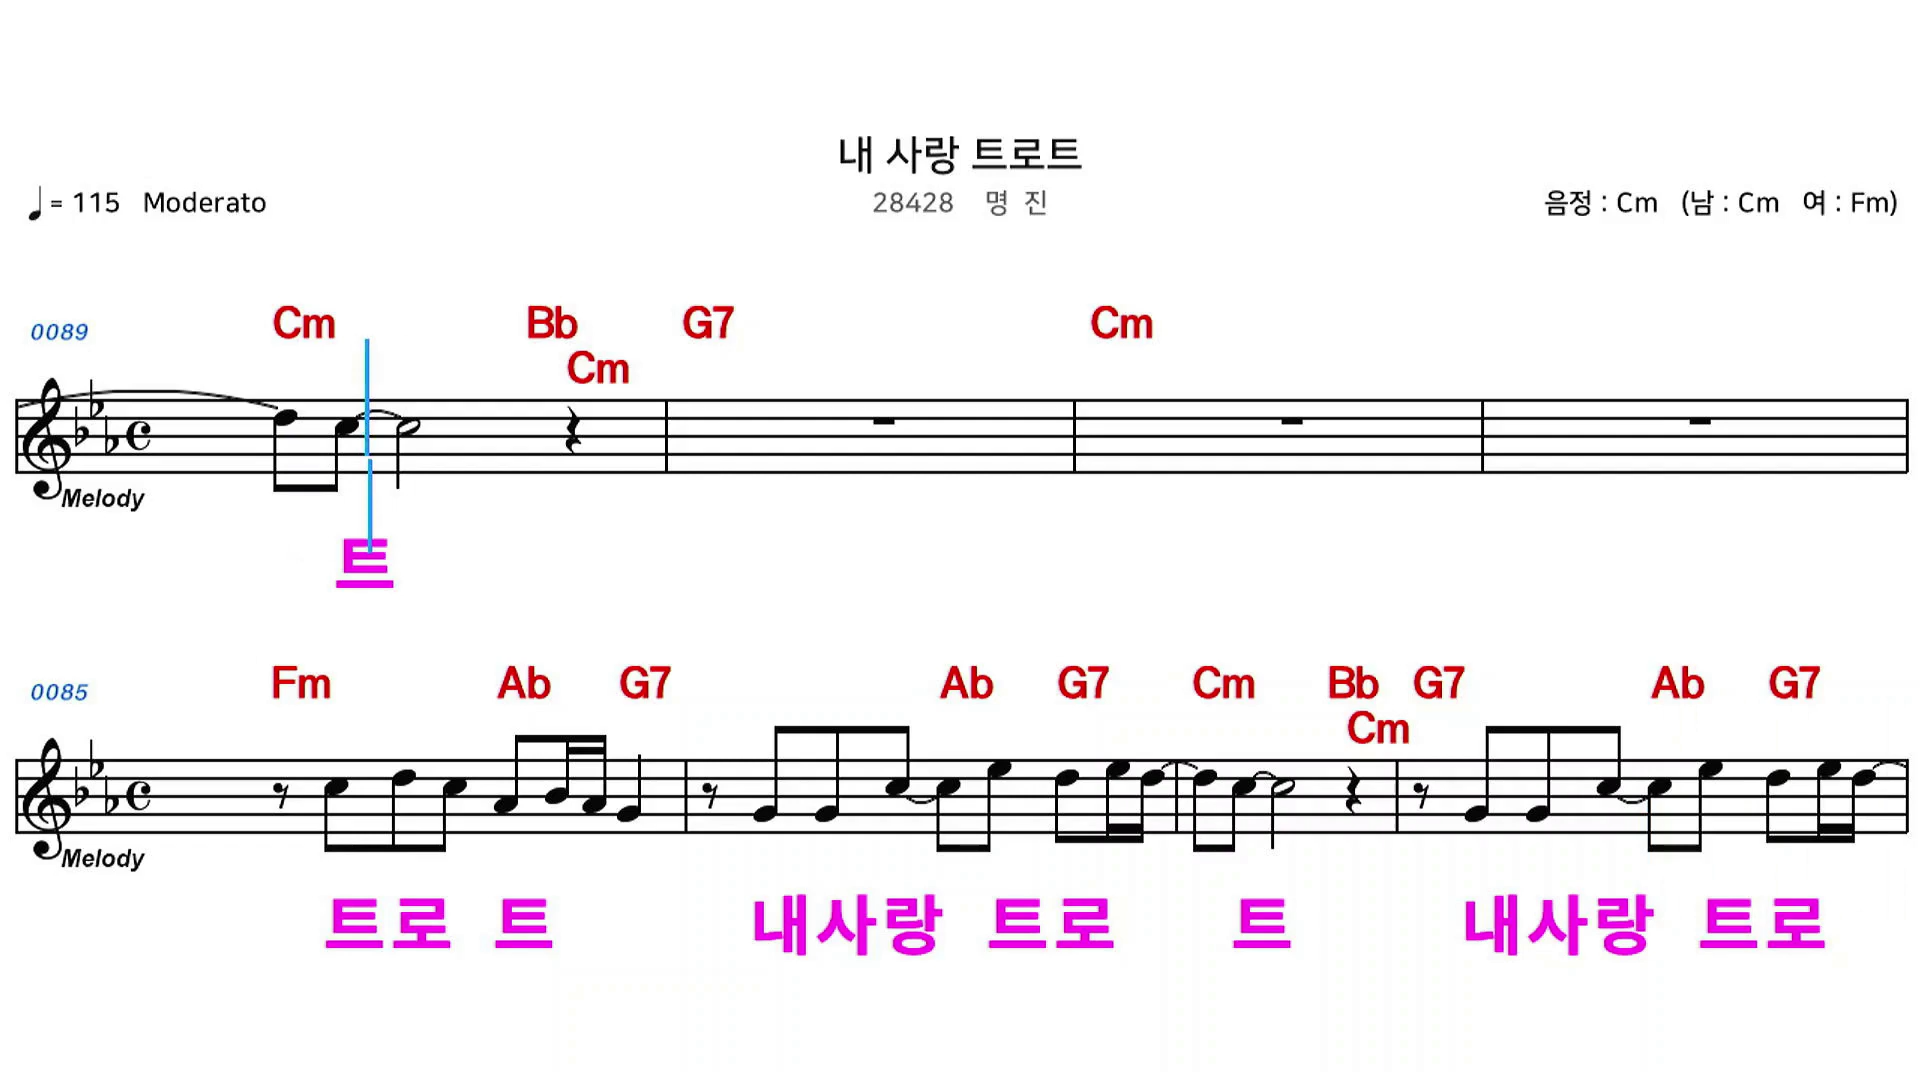 내 사랑 트로트
♩= 115 Moderato
28428 명 진
음정 : Cm (남 : Cm 여 : Fm)
0089
Cm Bb G7 Cm
Cm
Melody
트
0085
Fm Ab G7 Ab G7 Cm Bb G7 Ab G7
Cm
Melody
트로 트 내사랑 트로 트 내사랑 트로